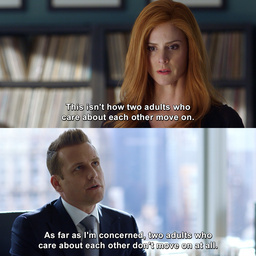 This isn't how two adults who
care about each other move on.
As far as I'm concerned, two adults who
care about each other don't move on at all.